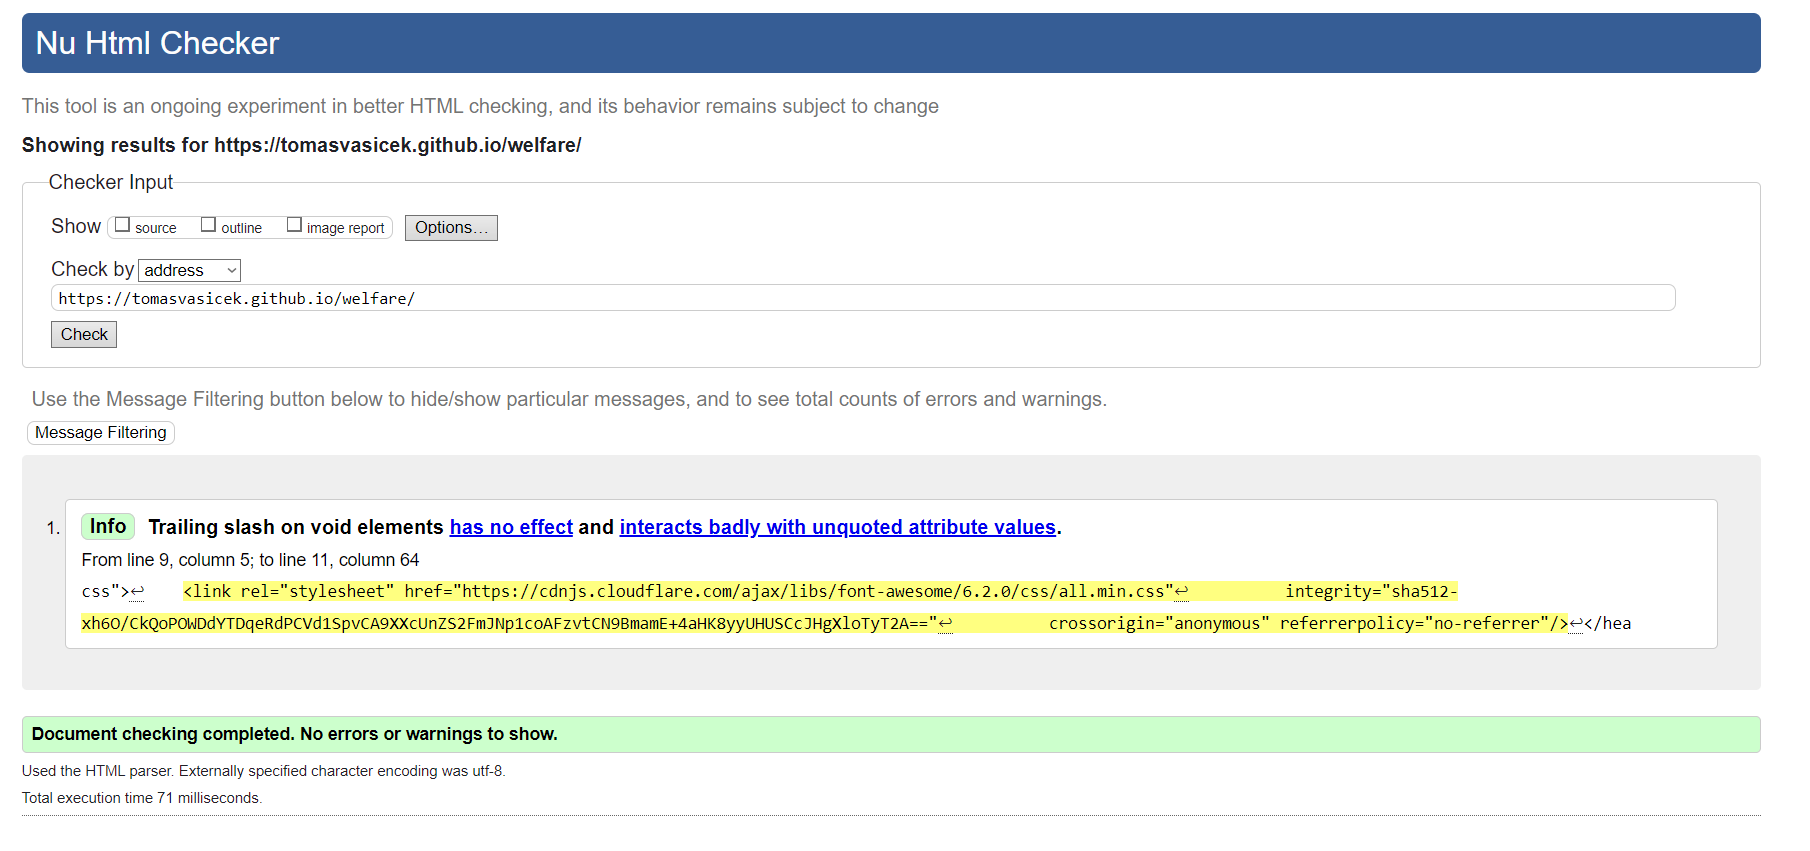 Nu Html Checker
This tool is an ongoing experiment in better HTML checking, and its behavior remains subject to change
Showing results for https://tomasvasicek.github.io/welfare/
Checker Input
Show source outline image report Options...
Check by address
https://tomasvasicek.github.io/welfare/
Check
Use the Message Filtering button below to hide/show particular messages, and to see total counts of errors and warnings.
Message Filtering
1. Info Trailing slash on void elements has no effect and interacts badly with unquoted attribute values.
From line 9, column 5; to line 11, column 64
css">↩ <link rel="stylesheet" href="https://cdnjs.cloudflare.com/ajax/libs/font-awesome/6.2.0/css/all.min.css"↩ integrity="sha512-
xh6O/CkQoPOWDdYTDqeRdPCVd1SpvCA9XXcUnZS2FmJNp1coAFzvtCN9BmamE+4aHK8yyUHUSCcJHgXloTyT2A=="↩ crossorigin="anonymous" referrerpolicy="no-referrer"/>↩</hea
Document checking completed. No errors or warnings to show.
Used the HTML parser. Externally specified character encoding was utf-8.
Total execution time 71 milliseconds.